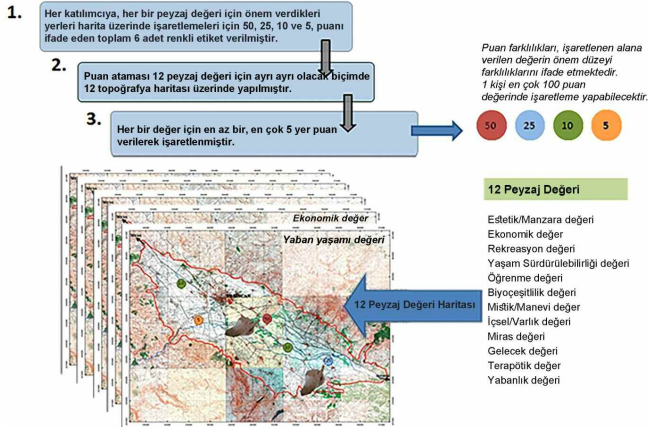 1.
Her katılımcıya, her bir peyzaj değeri için önem verdikleri
yerleri harita üzerinde işaretlemeleri için 50, 25, 10 ve 5, puanı
ifade eden toplam 6 adet renkli etiket verilmiştir.
2.
Puan ataması 12 peyzaj değeri için ayrı ayrı olacak biçimde
12 topoğrafya haritası üzerinde yapılmıştır.
3.
Her bir değer için en az bir, en çok 5 yer puan
verilerek işaretlenmiştir.
Puan farklılıkları, işaretlenen alana
verilen değerin önem düzeyi
farklılıklarını ifade etmektedir.
1 kişi en çok 100 puan
değerinde işaretleme yapabilecektir.
50 25 10 5
12 Peyzaj Değeri
Estetik/Manzara değeri
Ekonomik değer
Rekreasyon değeri
Yaşam Sürdürülebilirliği değeri
Öğrenme değeri
Biyoçeşitlilik değeri
Mistik/Manevi değer
İçsel/Varlık değeri
Miras değeri
Gelecek değeri
Terapötik değer
Yabanlık değeri
Ekonomik değer
Yaban yaşamı değeri
12 Peyzaj Değeri Haritası